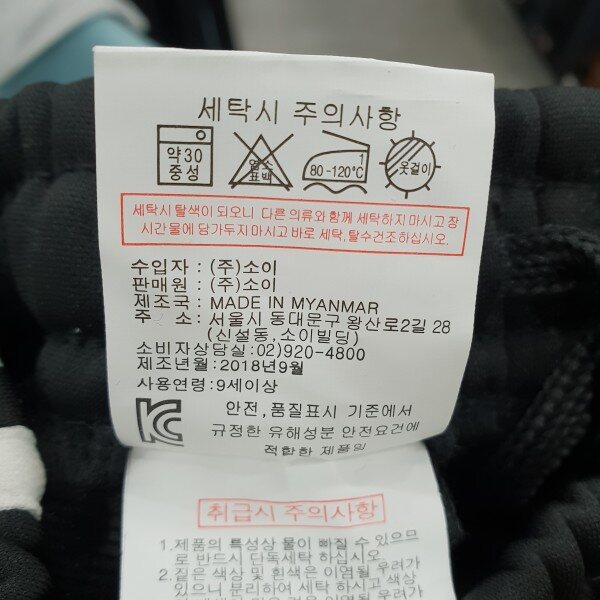 세탁시 주의사항
약30
중성
염소
표백
1
80-120℃
옷걸이
세탁시 탈색이 되오니 다른 의류와 함께 세탁하지 마시고 장
시간 물에 담가두지 마시고 바로 세탁,탈수건조하십시오.
수입자 : (주)소이
판매원 : (주)소이
제조국 : MADE IN MYANMAR
주 소 : 서울시 동대문구 왕산로2길 28
(신설동,소이빌딩)
소비자상담실:02)920-4800
제조년월:2018년9월
사용연령:9세이상
KC
안전,품질표시 기준에서
규정한 유해성분 안전요건에
적합한 제품임
취급시 주의사항
1.제품의 특성상 물이 빠질 수 있으므
로 반드시 단독세탁 하십시오
2.짙은 색상 및 흰색은 이염될 우려가
있으니 분리하여 세탁 하시고 색상